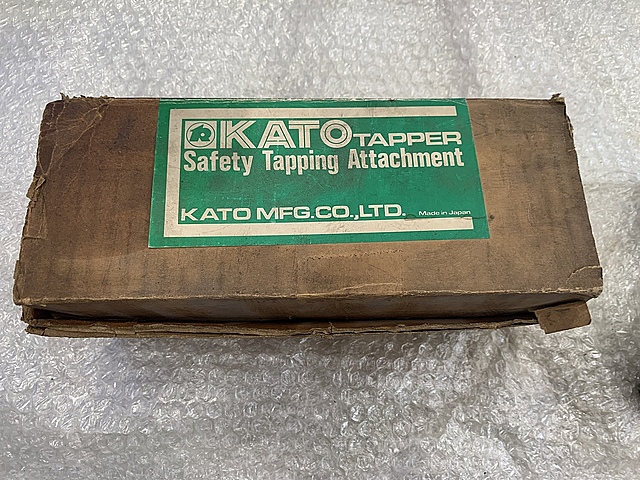 KATO TAPPER
Safety Tapping Attachment
KATO MFG.CO.,LTD. Made in Japan